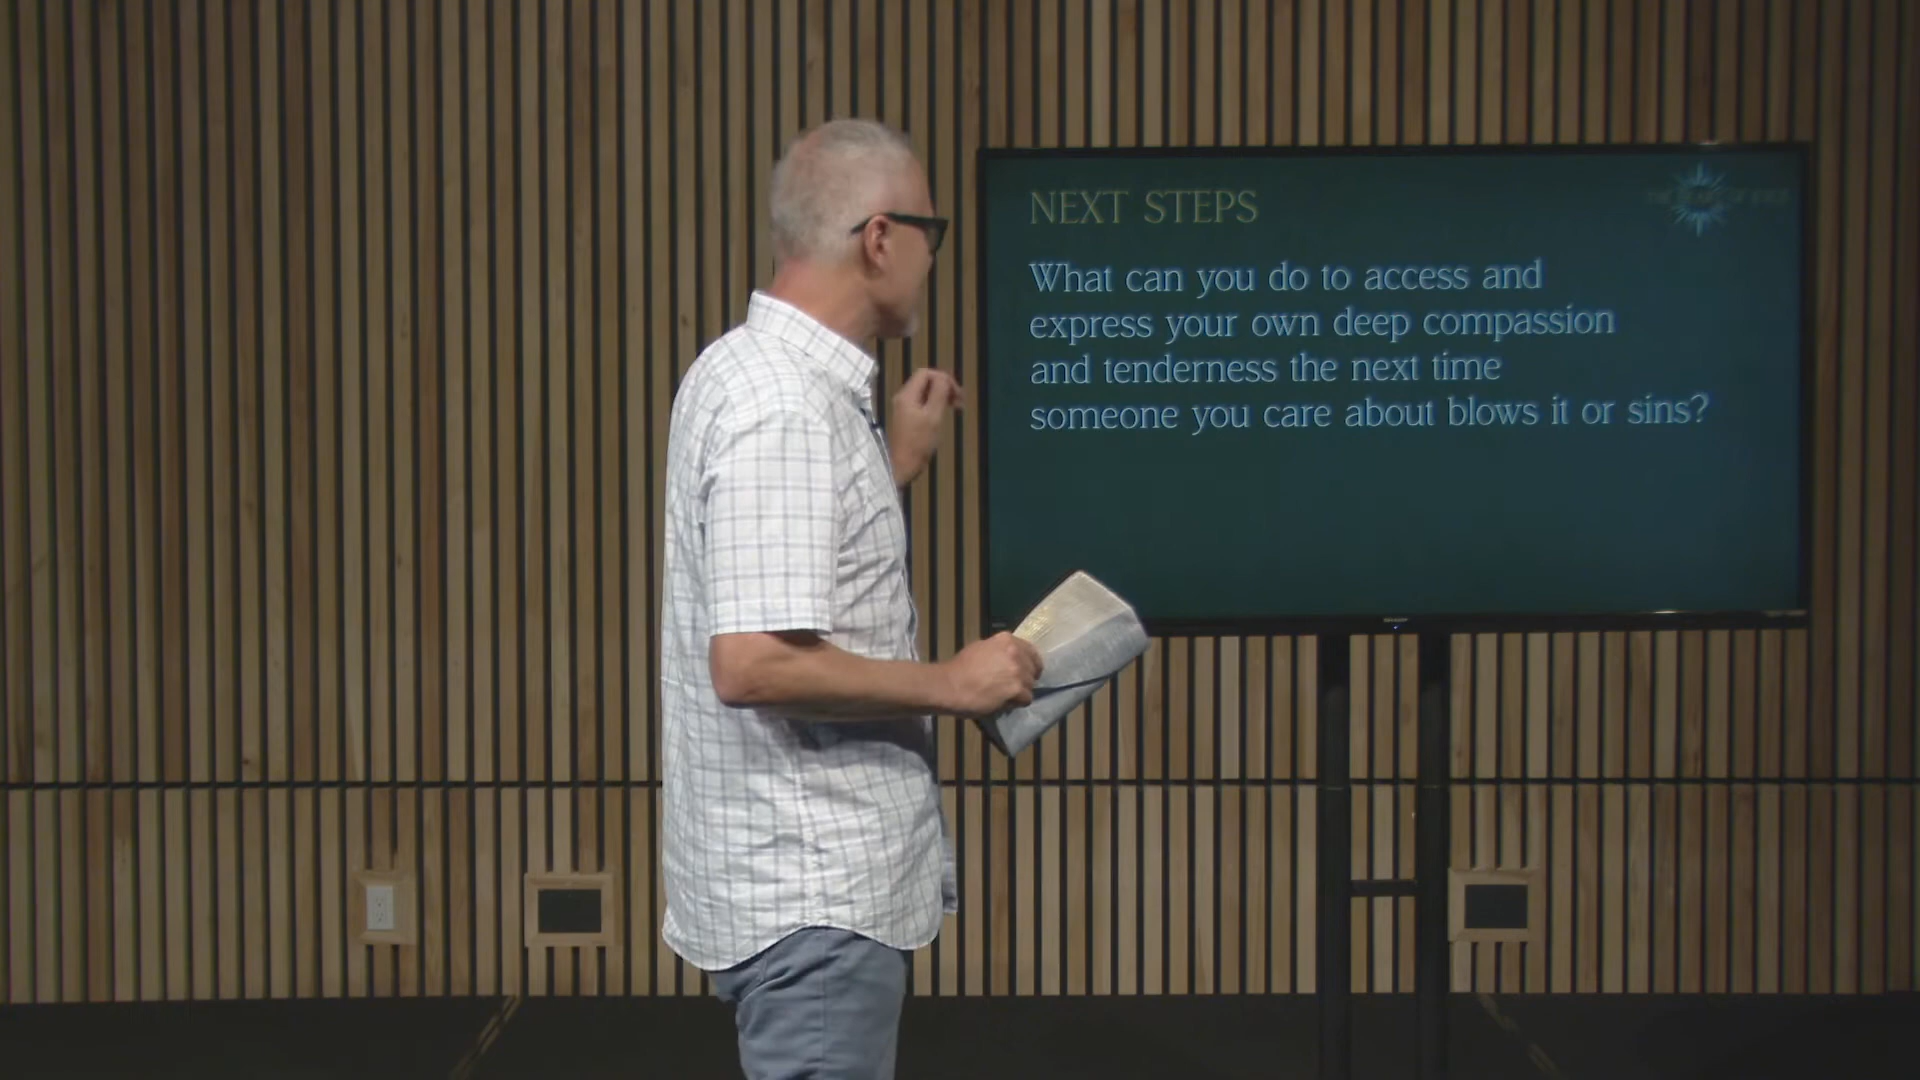 NEXT STEPS
What can you do to access and
express your own deep compassion
and tenderness the next time
someone you care about blows it or sins?